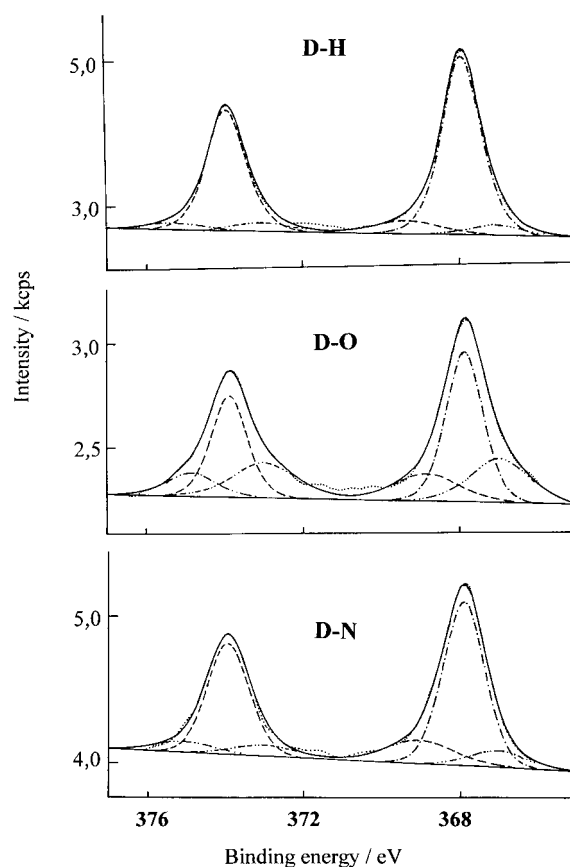 D-H
5,0
3,0
D-O
3,0
2,5
D-N
5,0
4,0
Intensity / kcps
376 372 368
Binding energy / eV